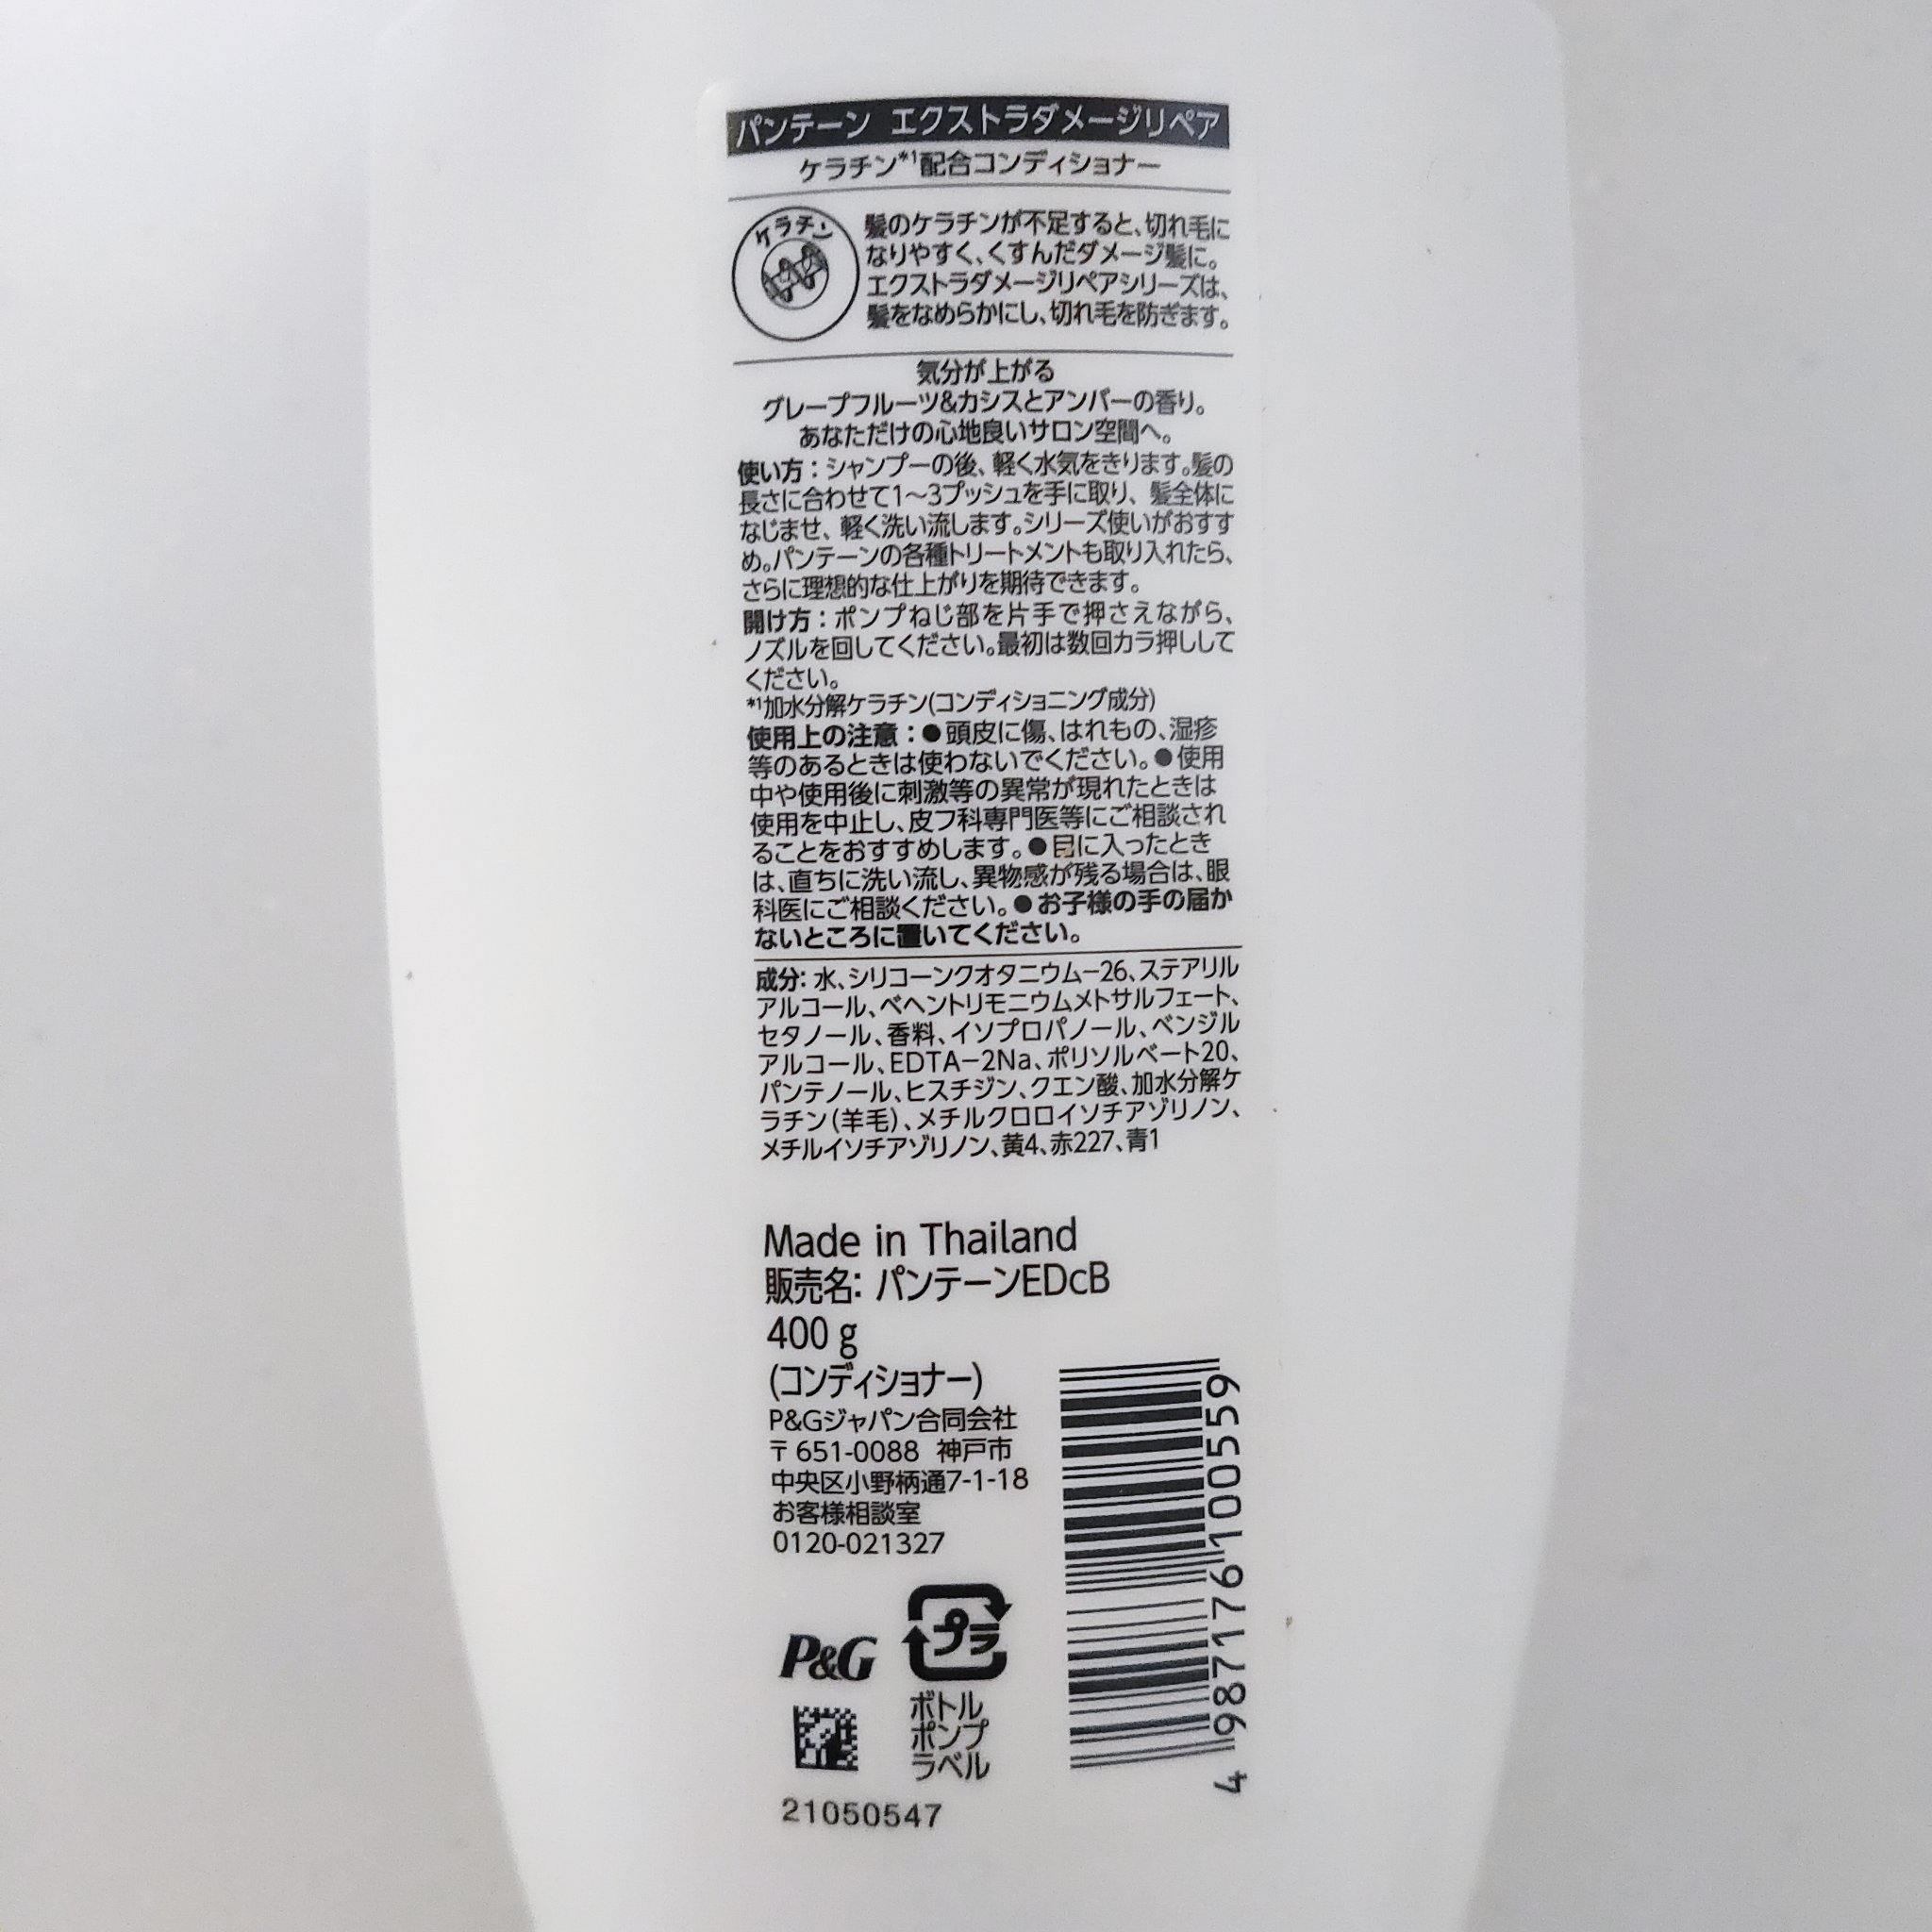 パンテーン エクストラダメージリペア
ケラチン*1配合コンディショナー
ケラチン
髪のケラチンが不足すると、切れ毛に
なりやすく、くすんだダメージ髪に。
エクストラダメージリペアシリーズは、
髪をなめらかにし、切れ毛を防ぎます。
気分が上がる
グレープフルーツ&カシスとアンバーの香り。
あなただけの心地良いサロン空間へ。
使い方：シャンプーの後、軽く水気をきります。髪の
長さに合わせて1〜3プッシュを手に取り、髪全体に
なじませ、軽く洗い流します。シリーズ使いがおすす
め。パンテーンの各種トリートメントも取り入れたら、
さらに理想的な仕上がりを期待できます。
開け方：ポンプねじ部を片手で押さえながら、
ノズルを回してください。最初は数回カラ押しして
ください。
*1加水分解ケラチン(コンディショニング成分)
使用上の注意：●頭皮に傷、はれもの、湿疹
等のあるときは使わないでください。●使用
中や使用後に刺激等の異常が現れたときは
使用を中止し、皮フ科専門医等にご相談され
ることをおすすめします。●目に入ったとき
は、直ちに洗い流し、異物感が残る場合は、眼
科医にご相談ください。●お子様の手の届か
ないところに置いてください。
成分: 水、シリコーンクオタニウムー26、ステアリル
アルコール、ベヘントリモニウムメトサルフェート、
セタノール、香料、イソプロパノール、ベンジル
アルコール、EDTAー2Na、ポリソルベート20、
パンテノール、ヒスチジン、クエン酸、加水分解ケ
ラチン(羊毛)、メチルクロロイソチアゾリノン、
メチルイソチアゾリノン、黄4、赤227、青1
Made in Thailand
販売名: パンテーンEDcB
400 g
(コンディショナー)
P&Gジャパン合同会社
〒651-0088 神戸市
中央区小野柄通7-1-18
お客様相談室
0120-021327
P&G
プラ
ボトル
ポンプ
ラベル
21050547
4 987176 100559